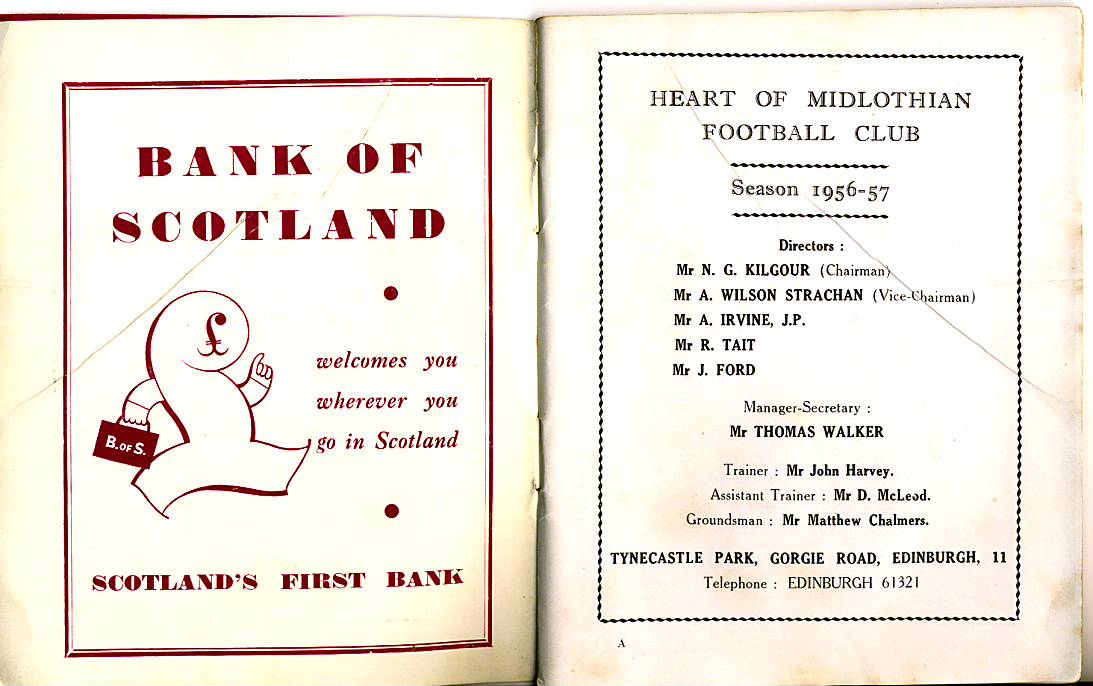 BANK OF
SCOTLAND
£
welcomes you
wherever you
go in Scotland
B.OF S.
SCOTLAND'S FIRST BANK
HEART OF MIDLOTHIAN
FOOTBALL CLUB
Season 1956-57
Directors :
Mr N. G. KILGOUR (Chairman)
Mr A. WILSON STRACHAN (Vice-Chairman)
Mr A. IRVINE, J.P.
Mr R. TAIT
Mr J. FORD
Manager-Secretary :
Mr THOMAS WALKER
Trainer : Mr John Harvey.
Assistant Trainer : Mr D. McLeod.
Groundsman : Mr Matthew Chalmers.
TYNECASTLE PARK, GORGIE ROAD, EDINBURGH, 11
Telephone : EDINBURGH 61321
A